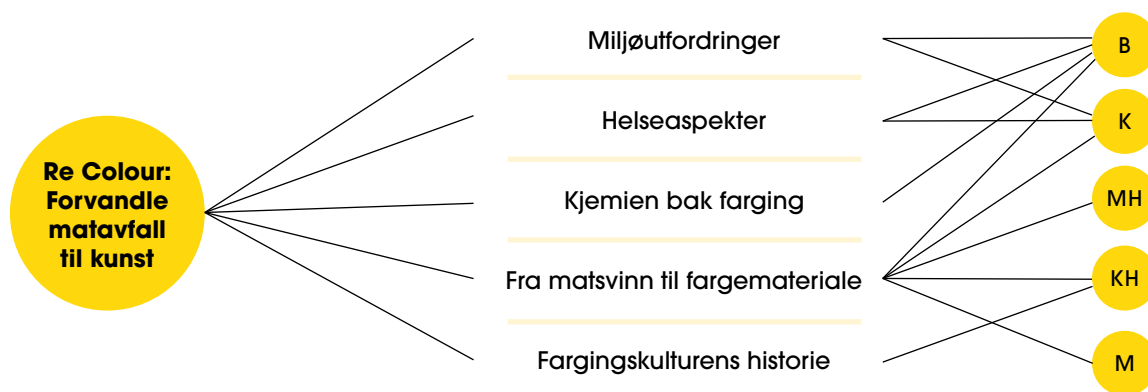 Re Colour:
Forvandle
matavfall
til kunst
Miljøutfordringer
Helseaspekter
Kjemien bak farging
Fra matsvinn til fargemateriale
Fargingskulturens historie
B
K
MH
KH
M